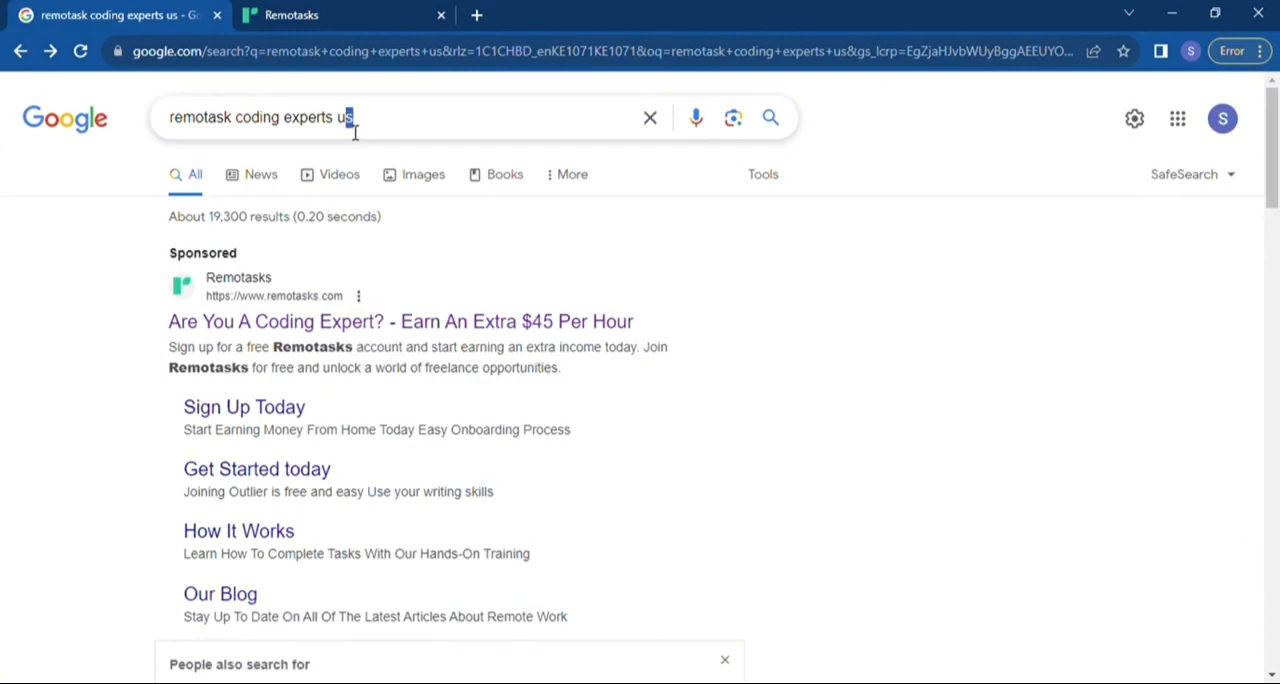 remotask coding experts us - Go
Remotasks
google.com/search?q=remotask+coding+experts+us&rlz=1C1CHBD_enKE1071KE1071&oq=remotask+coding+experts+us&gs_lcrp=EgZjaHJvbWUyBggAEEUYO...
S
Error
Google
remotask coding experts us
S
All
News
Videos
Images
Books
More
Tools
SafeSearch
About 19,300 results (0.20 seconds)
Sponsored
Remotasks
https://www.remotasks.com
Are You A Coding Expert? - Earn An Extra $45 Per Hour
Sign up for a free Remotasks account and start earning an extra income today. Join
Remotasks for free and unlock a world of freelance opportunities.
Sign Up Today
Start Earning Money From Home Today Easy Onboarding Process
Get Started today
Joining Outlier is free and easy Use your writing skills
How It Works
Learn How To Complete Tasks With Our Hands-On Training
Our Blog
Stay Up To Date On All Of The Latest Articles About Remote Work
People also search for